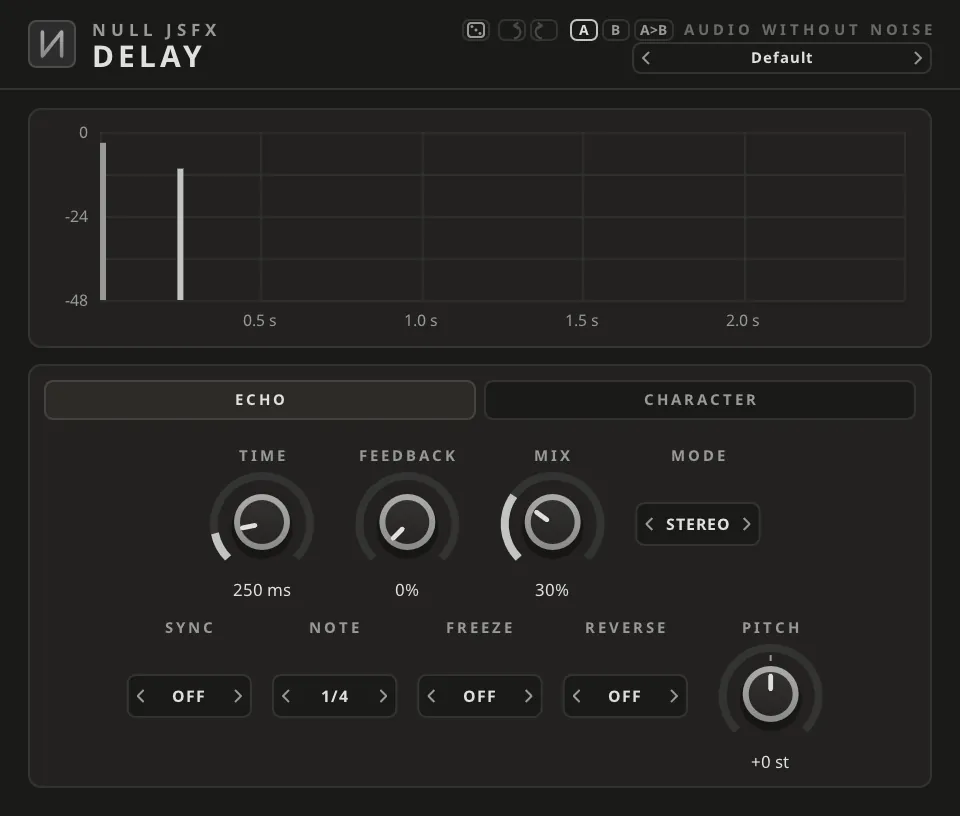 NULL JSFX
DELAY
A B A>B AUDIO WITHOUT NOISE
Default
0
-24
-48
0.5 s 1.0 s 1.5 s 2.0 s
ECHO CHARACTER
TIME FEEDBACK MIX MODE
STEREO
250 ms 0% 30%
SYNC NOTE FREEZE REVERSE PITCH
OFF 1/4 OFF OFF
+0 st